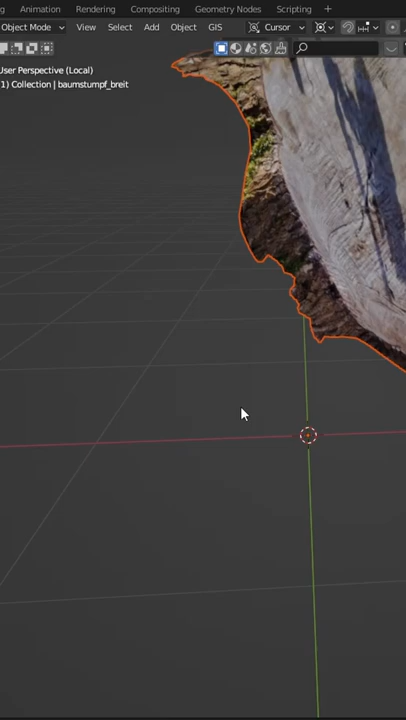 Animation Rendering Compositing Geometry Nodes Scripting +
Object Mode View Select Add Object GIS Cursor
User Perspective (Local)
1) Collection | baumstumpf_breit